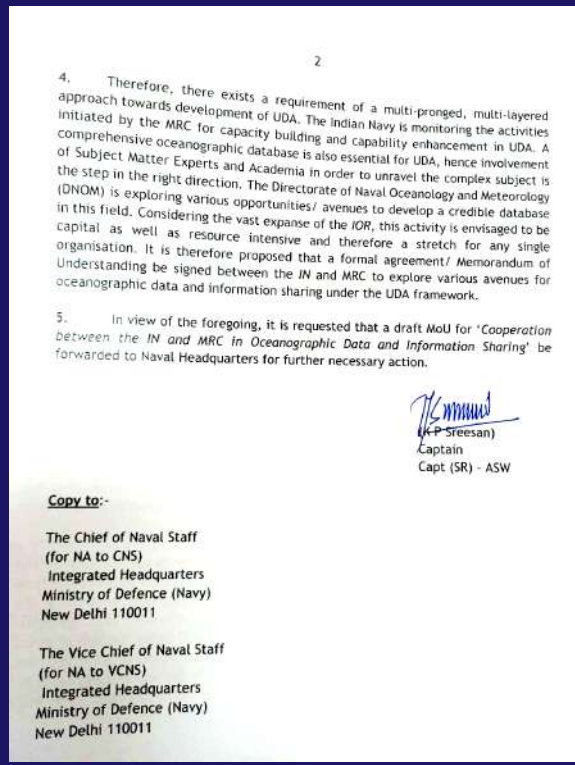 2
4. Therefore, there exists a requirement of a multi-pronged, multi-layered
approach towards development of UDA. The Indian Navy is monitoring the activities
initiated by the MRC for capacity building and capability enhancement in UDA. A
comprehensive oceanographic database is also essential for UDA, hence involvement
of Subject Matter Experts and Academia in order to unravel the complex subject is
the step in the right direction. The Directorate of Naval Oceanology and Meteorology
(DNOM) is exploring various opportunities/ avenues to develop a credible database
in this field. Considering the vast expanse of the IOR, this activity is envisaged to be
capital as well as resource intensive and therefore a stretch for any single
organisation. It is therefore proposed that a formal agreement/ Memorandum of
Understanding be signed between the IN and MRC to explore various avenues for
oceanographic data and information sharing under the UDA framework.
5. In view of the foregoing, it is requested that a draft MoU for 'Cooperation
between the IN and MRC in Oceanographic Data and Information Sharing' be
forwarded to Naval Headquarters for further necessary action.
(K P Sreesan)
Captain
Capt (SR) - ASW
Copy to:-
The Chief of Naval Staff
(for NA to CNS)
Integrated Headquarters
Ministry of Defence (Navy)
New Delhi 110011
The Vice Chief of Naval Staff
(for NA to VCNS)
Integrated Headquarters
Ministry of Defence (Navy)
New Delhi 110011